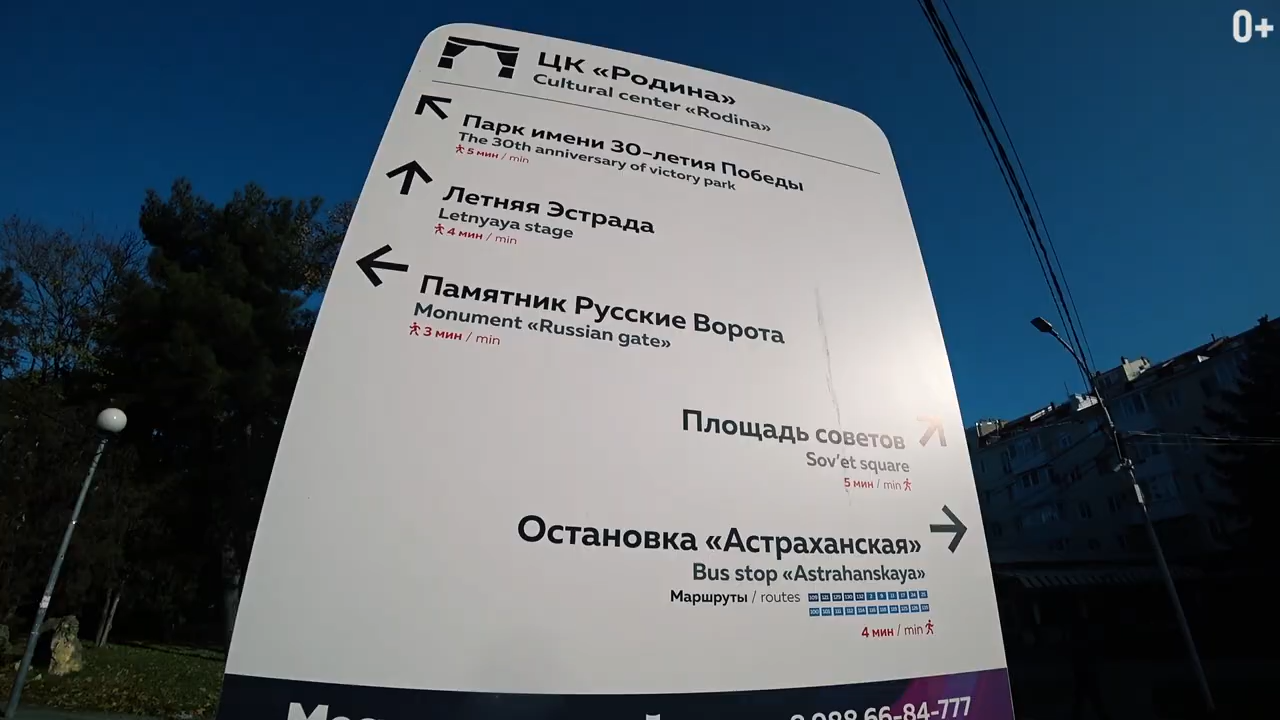 0+
ЦК «Родина»
Cultural center «Rodina»
Парк имени 30-летия Победы
The 30th anniversary of victory park
5 мин / min
Летняя Эстрада
Letnyaya stage
4 мин / min
Памятник Русские Ворота
Monument «Russian gate»
3 мин / min
Площадь советов
Sov'et square
5 мин / min
Остановка «Астраханская»
Bus stop «Astrahanskaya»
Маршруты / routes
4 мин / min
988 66-84-777